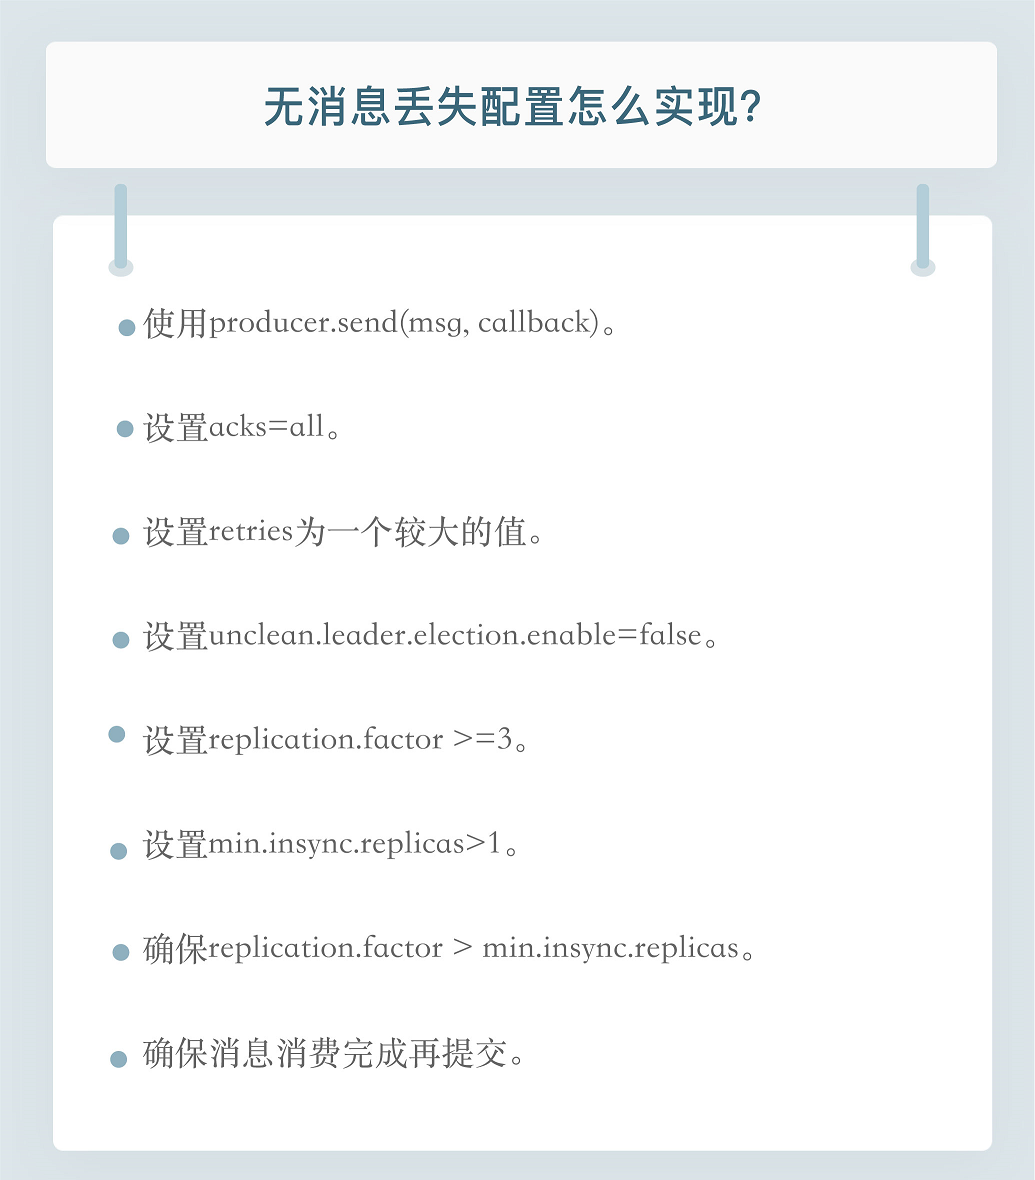 无消息丢失配置怎么实现?
使用producer.send(msg, callback)。
设置acks=all。
设置retries为一个较大的值。
设置unclean.leader.election.enable=false。
设置replication.factor >=3。
设置min.insync.replicas>1。
确保replication.factor > min.insync.replicas。
确保消息消费完成再提交。